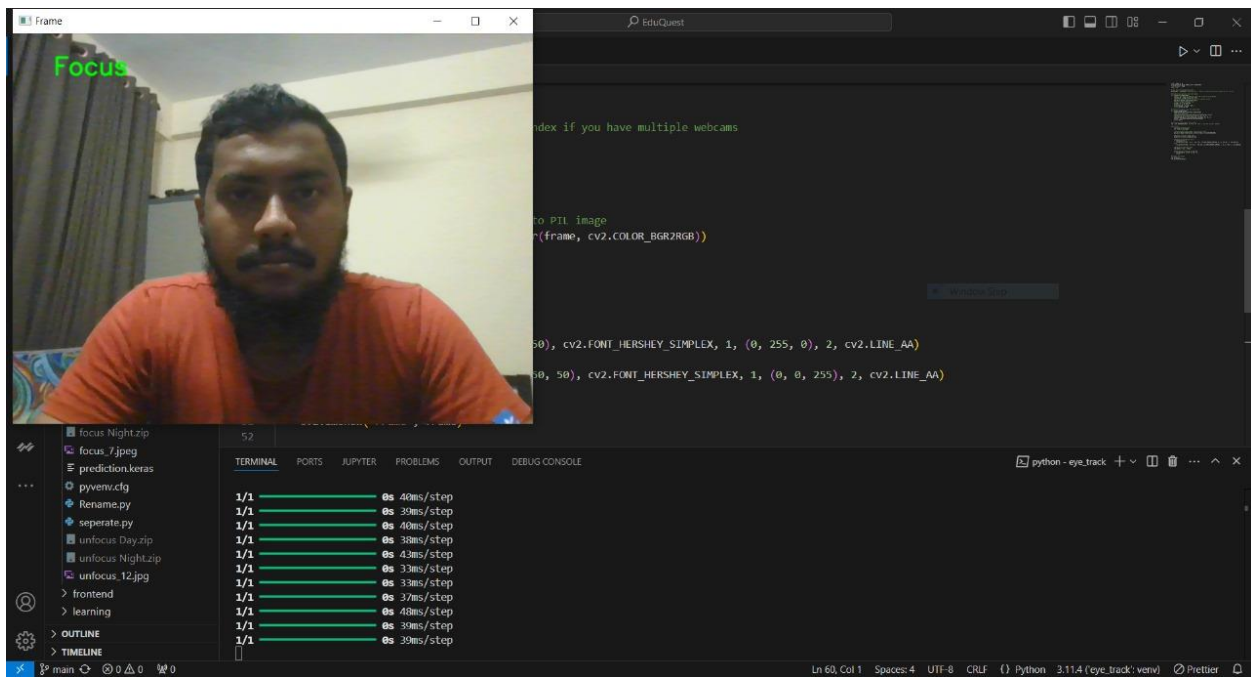 Frame
EduQuest
Focus
ndex if you have multiple webcams
to PIL image
r(frame, cv2.COLOR_BGR2RGB))
Window Snip
50), cv2.FONT_HERSHEY_SIMPLEX, 1, (0, 255, 0), 2, cv2.LINE_AA)
50, 50), cv2.FONT_HERSHEY_SIMPLEX, 1, (0, 0, 255), 2, cv2.LINE_AA)
52
focus Night.zip
focus_7.jpeg
prediction.keras
pyvenv.cfg
Rename.py
seperate.py
unfocus Day.zip
unfocus Night.zip
unfocus_12.jpg
> frontend
> learning
> OUTLINE
> TIMELINE
TERMINAL PORTS JUPYTER PROBLEMS OUTPUT DEBUG CONSOLE python - eye_track
1/1 0s 40ms/step
1/1 0s 39ms/step
1/1 0s 40ms/step
1/1 0s 38ms/step
1/1 0s 43ms/step
1/1 0s 33ms/step
1/1 0s 33ms/step
1/1 0s 37ms/step
1/1 0s 48ms/step
1/1 0s 39ms/step
1/1 0s 39ms/step
main 0 0 0 Ln 60, Col 1 Spaces: 4 UTF-8 CRLF {} Python 3.11.4 ('eye_track': venv) Prettier